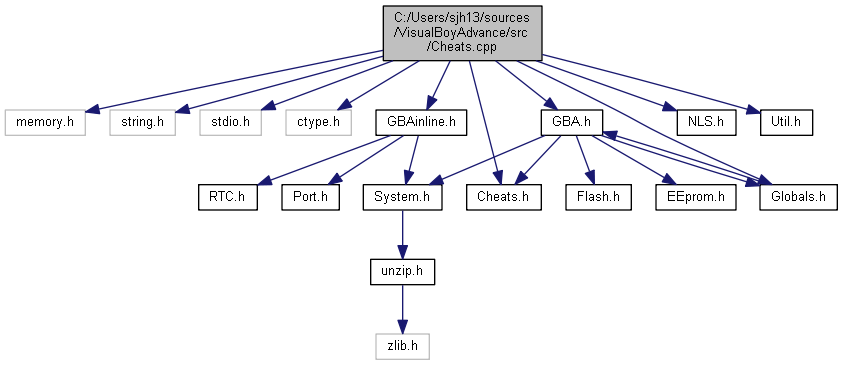 C:/Users/sjh13/sources
/VisualBoyAdvance/src
/Cheats.cpp
memory.h
string.h
stdio.h
ctype.h
GBAinline.h
GBA.h
NLS.h
Util.h
RTC.h
Port.h
System.h
Cheats.h
Flash.h
EEprom.h
Globals.h
unzip.h
zlib.h